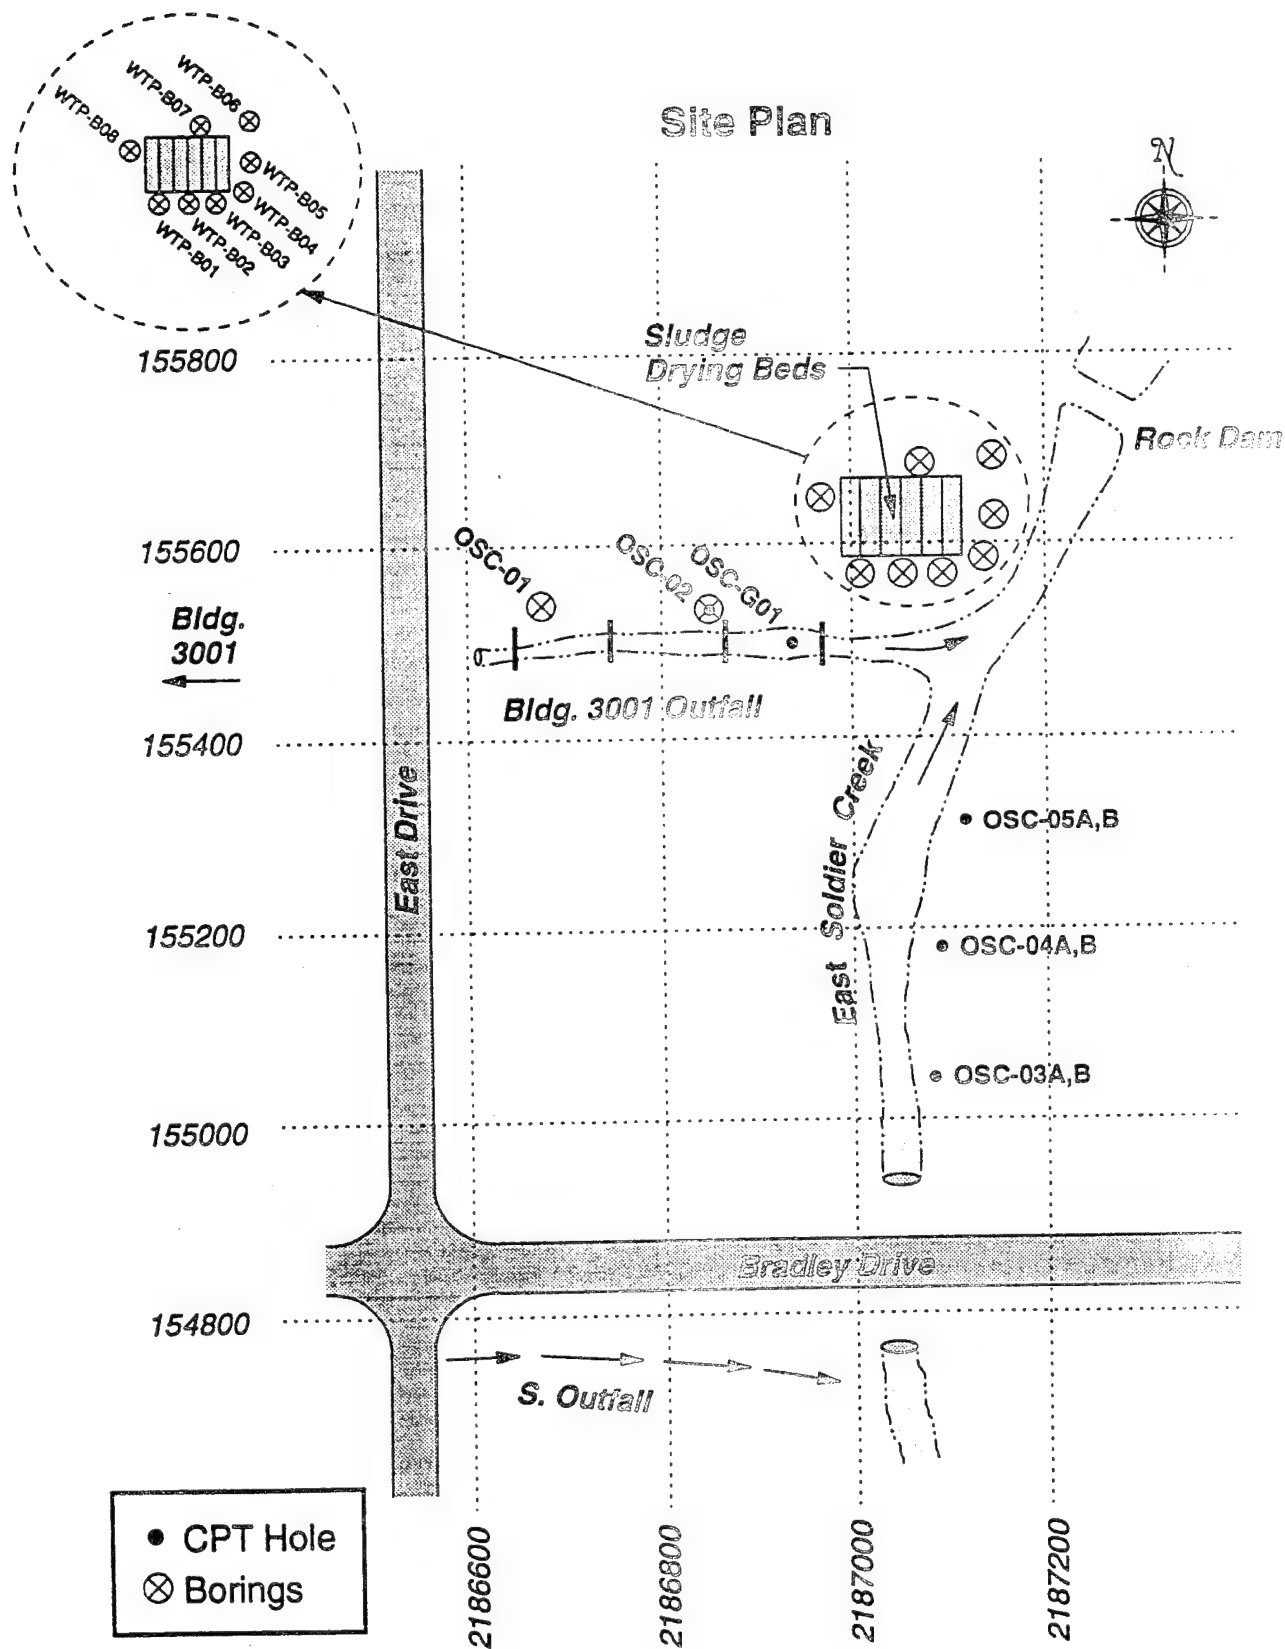 Site Plan
N
WTP-B06
WTP-B07
WTP-B08
WTP-B05
WTP-B04
WTP-B03
WTP-B02
WTP-B01
Sludge
Drying Beds
155800
Rock Dam
155600
OSC-01
OSC-02
OSC-G01
Bldg.
3001
Bldg. 3001 Outfall
155400
East Drive
East Soldier Creek
OSC-05A,B
155200
OSC-04A,B
OSC-03A,B
155000
Bradley Drive
154800
S. Outfall
CPT Hole
Borings
2186600
2186800
2187000
2187200